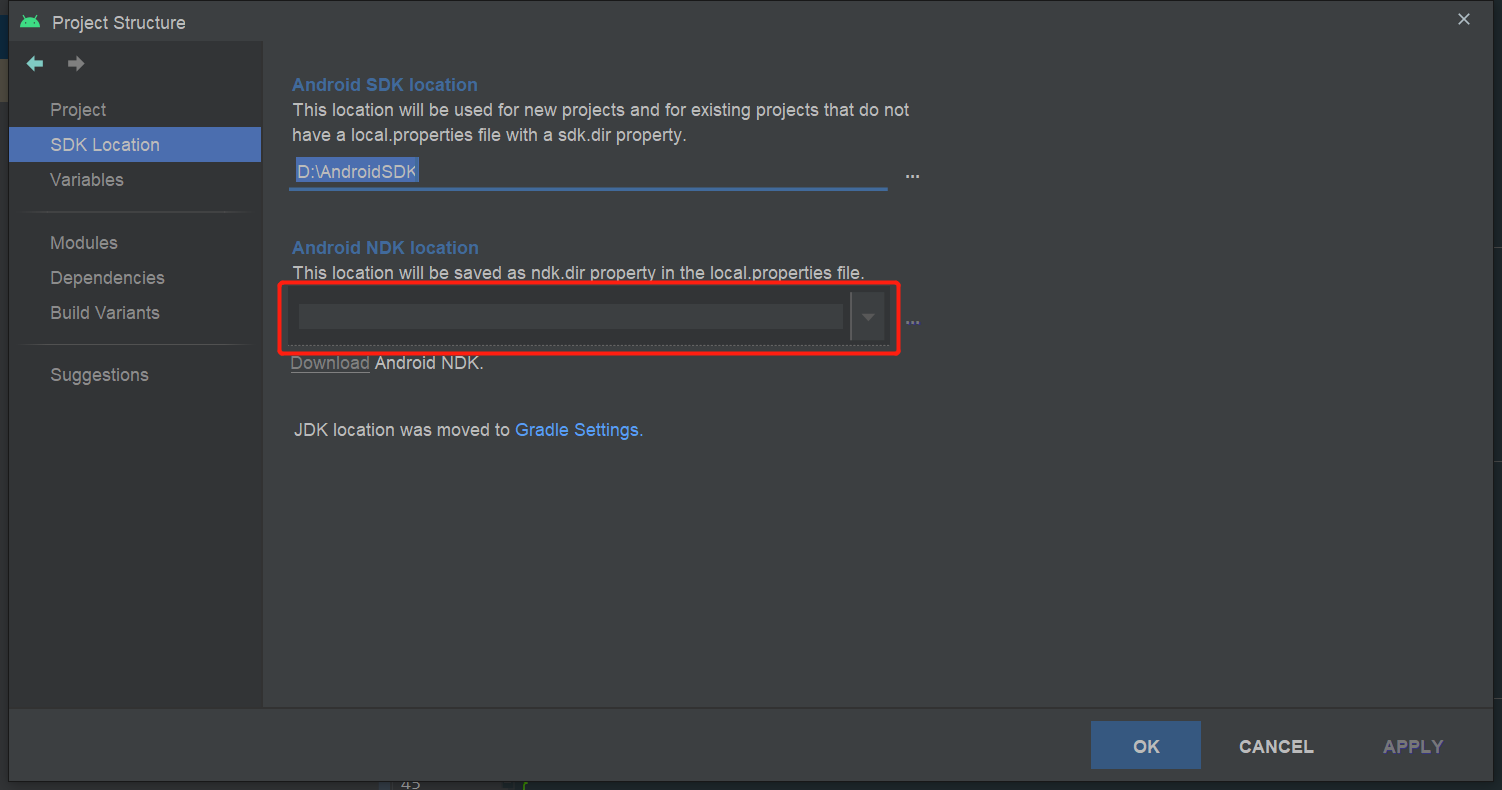 Project Structure
Project
SDK Location
Variables
Modules
Dependencies
Build Variants
Suggestions
Android SDK location
This location will be used for new projects and for existing projects that do not
have a local.properties file with a sdk.dir property.
D:\AndroidSDK
...
Android NDK location
This location will be saved as ndk.dir property in the local.properties file.
...
Download Android NDK.
JDK location was moved to Gradle Settings.
OK
CANCEL
APPLY
45